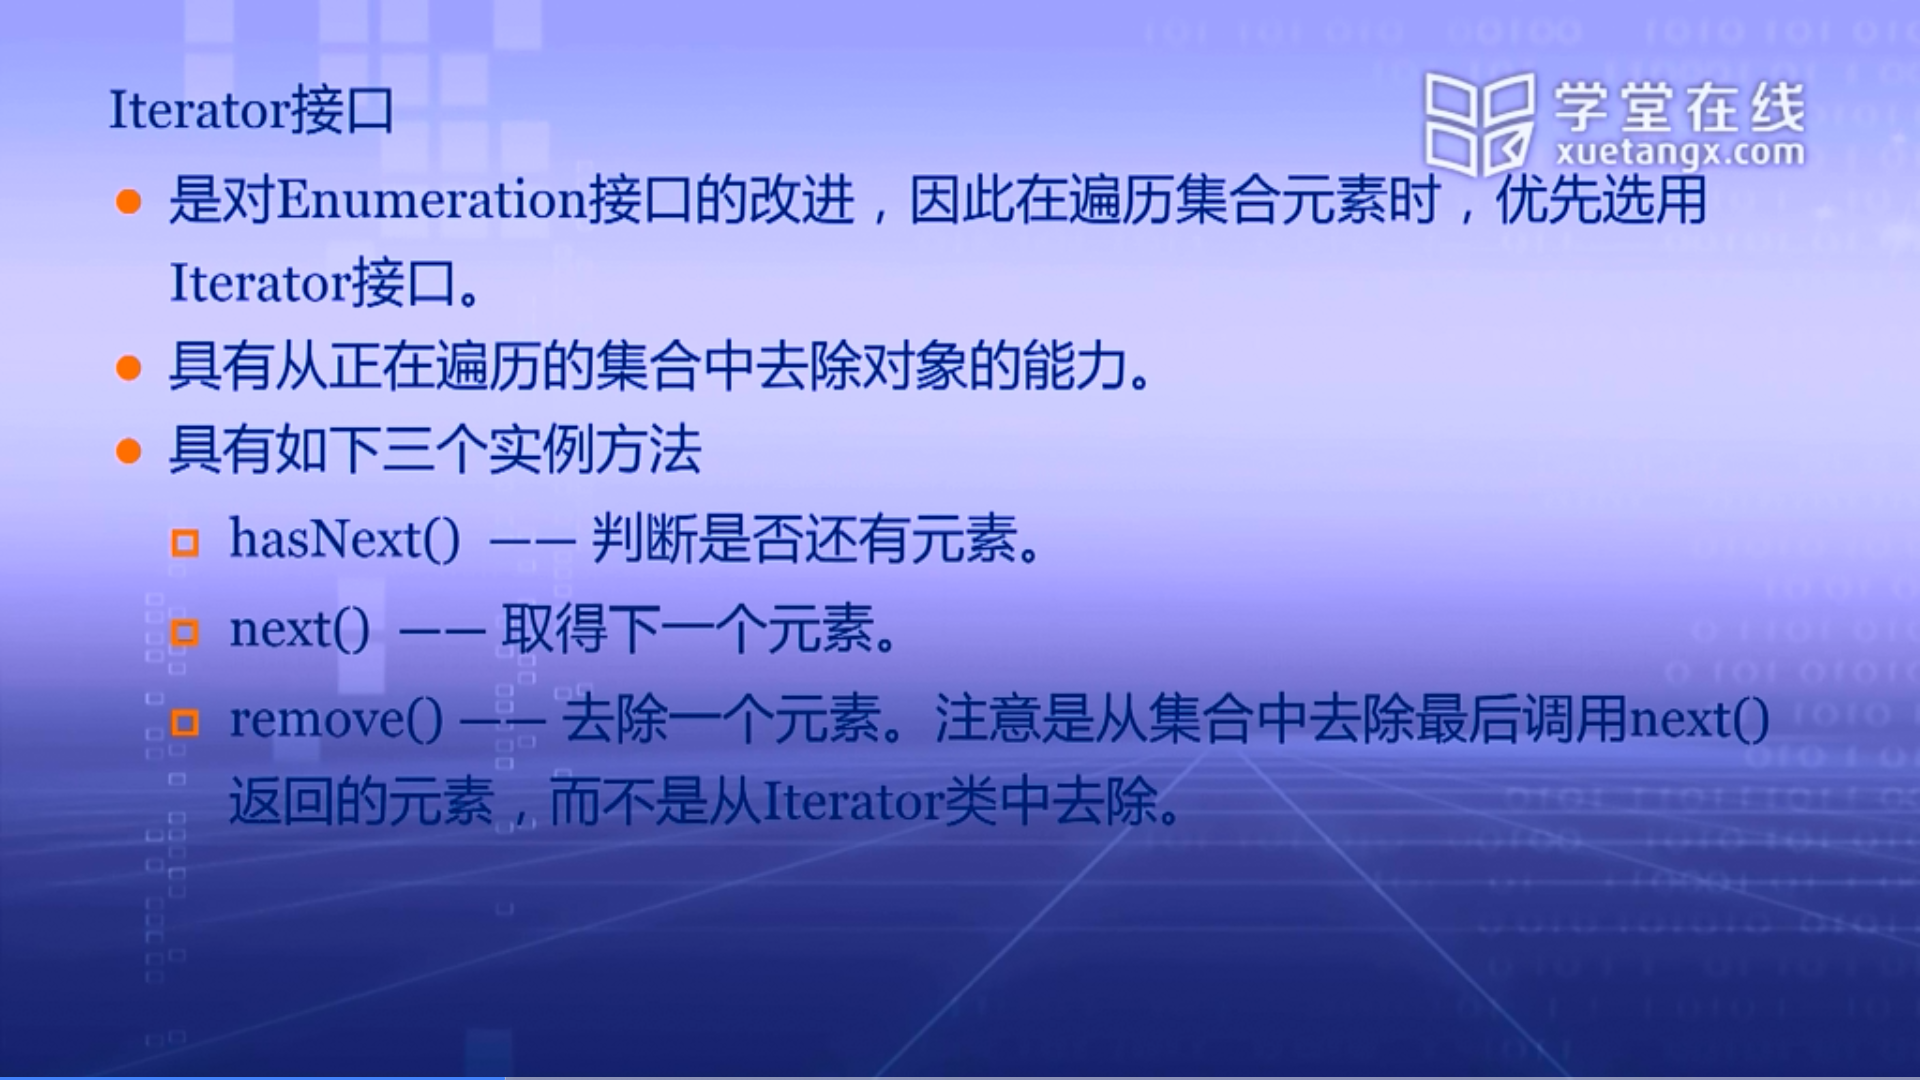 Iterator接口
学堂在线
xuetangx.com
是对Enumeration接口的改进，因此在遍历集合元素时，优先选用
Iterator接口。
具有从正在遍历的集合中去除对象的能力。
具有如下三个实例方法
hasNext() —— 判断是否还有元素。
next() —— 取得下一个元素。
remove() —— 去除一个元素。注意是从集合中去除最后调用next()
返回的元素，而不是从Iterator类中去除。